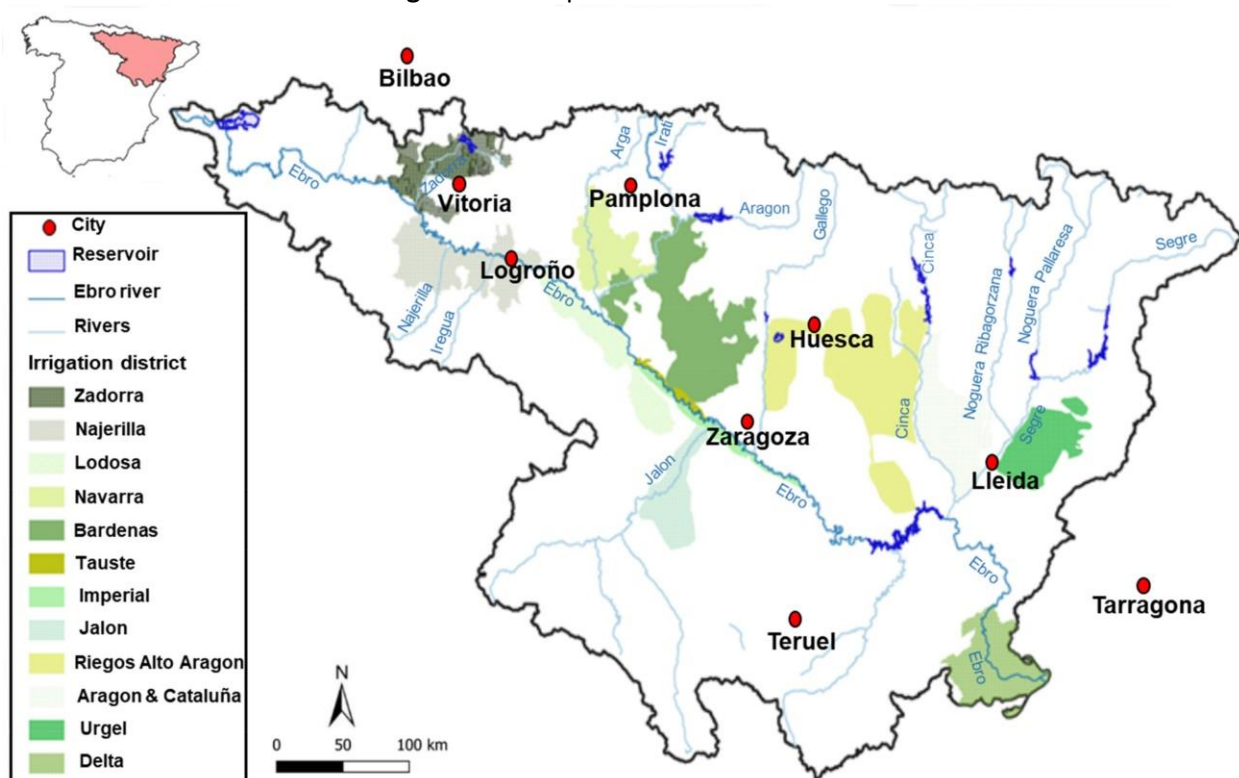 Bilbao
Arga
Irati
Ebro
Zadorra
Vitoria
Pamplona
Aragon
Gallego
Cinca
Noguera Ribagorzana
Noguera Pallaresa
Segre
City
Reservoir
Ebro river
Rivers
Irrigation district
Zadorra
Najerilla
Lodosa
Navarra
Bardenas
Tauste
Imperial
Jalon
Riegos Alto Aragon
Aragon & Cataluña
Urgel
Delta
Logroño
Ebro
Najerilla
Iregua
Huesca
Zaragoza
Cinca
Segre
Lleida
Jalon
Ebro
Ebro
Tarragona
Teruel
Ebro
N
0 50 100 km